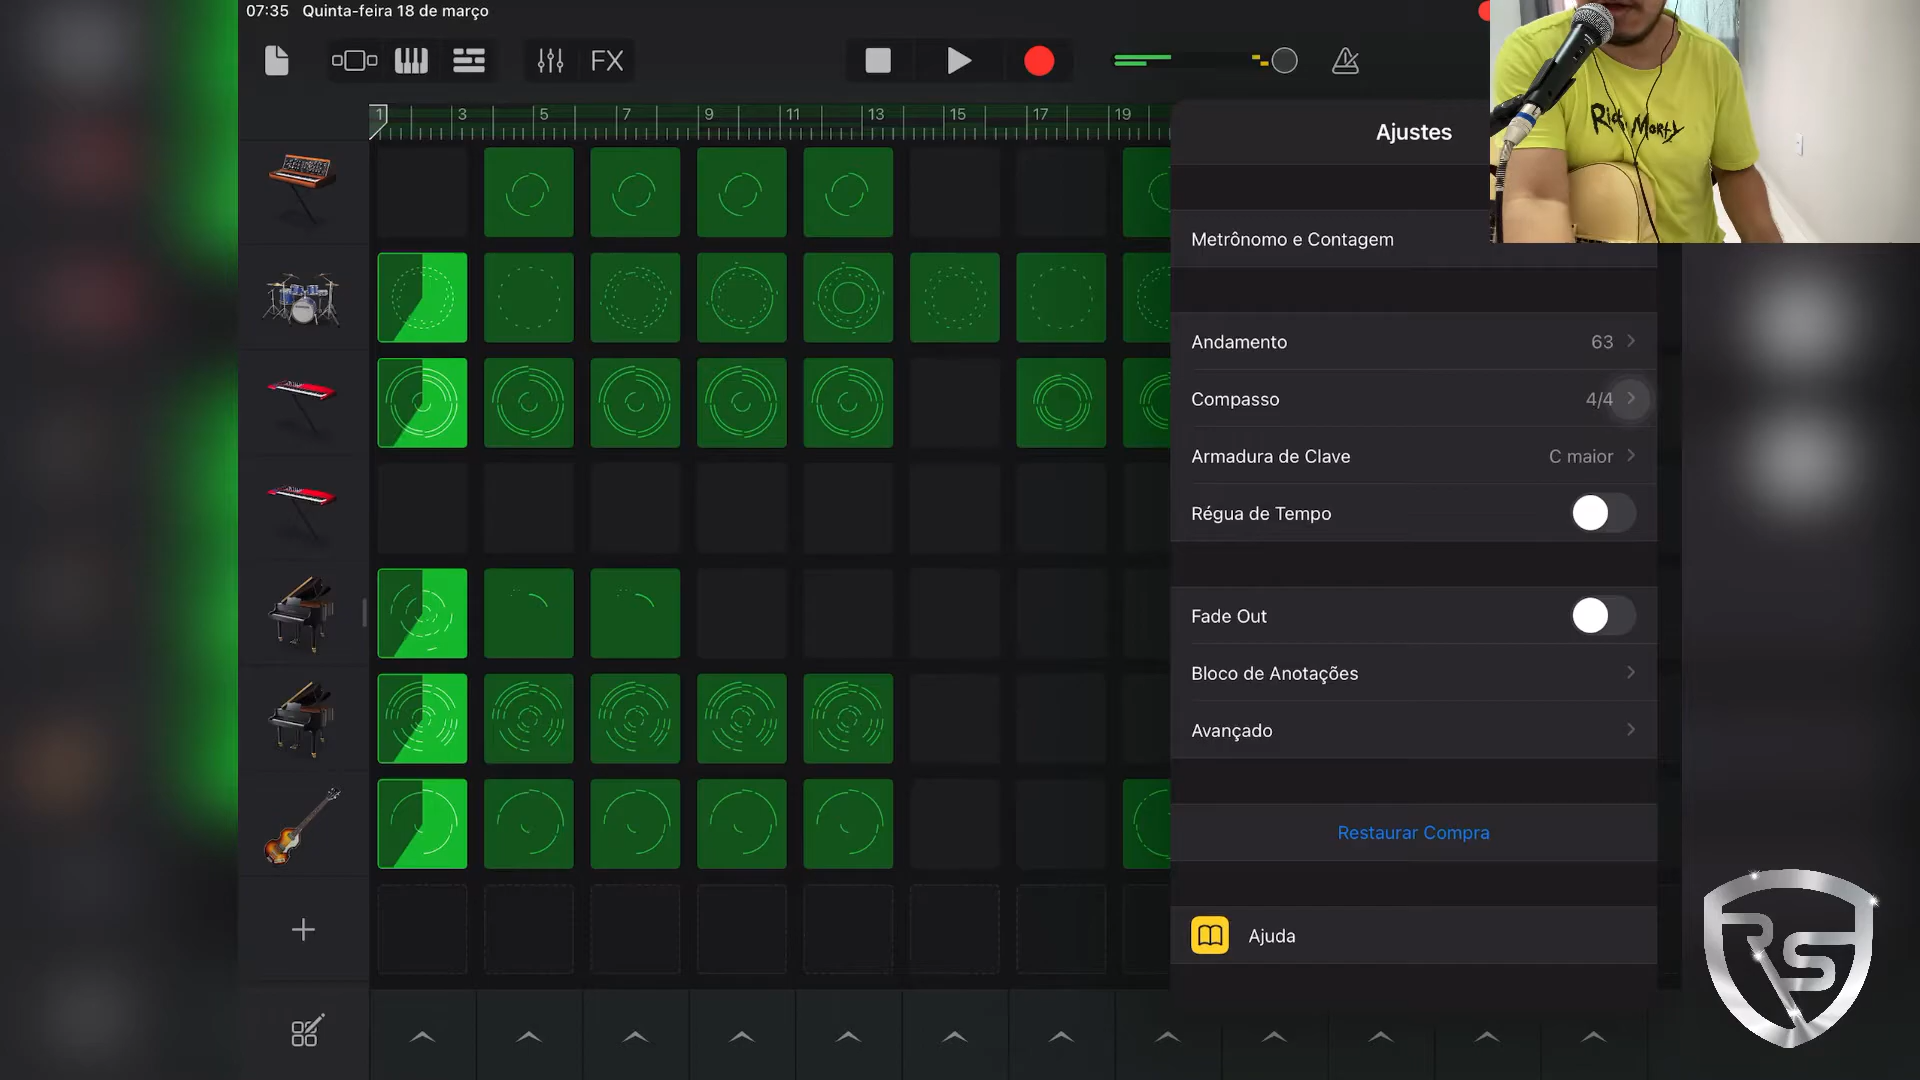 07:35 Quinta-feira 18 de março
FX
1 3 5 7 9 11 13 15 17 19
Ajustes
Rick Morty
Metrônomo e Contagem
Andamento 63
Compasso 4/4
Armadura de Clave C maior
Régua de Tempo
Fade Out
Bloco de Anotações
Avançado
Restaurar Compra
Ajuda
RS